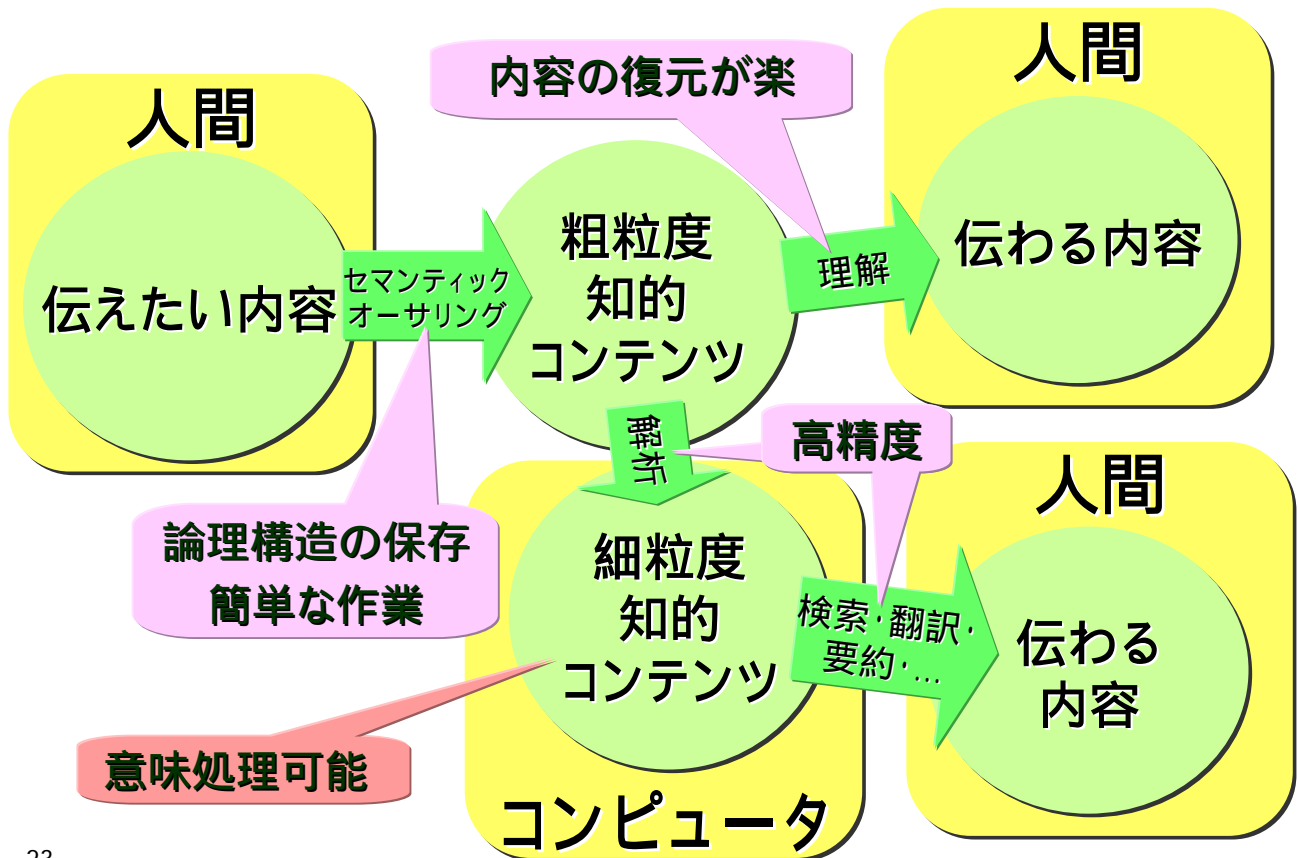 人間
伝えたい内容
セマンティック
オーサリング
論理構造の保存
簡単な作業
内容の復元が楽
粗粒度
知的
コンテンツ
理解
人間
伝わる内容
解析
高精度
細粒度
知的
コンテンツ
コンピュータ
意味処理可能
検索・翻訳・
要約・…
人間
伝わる
内容